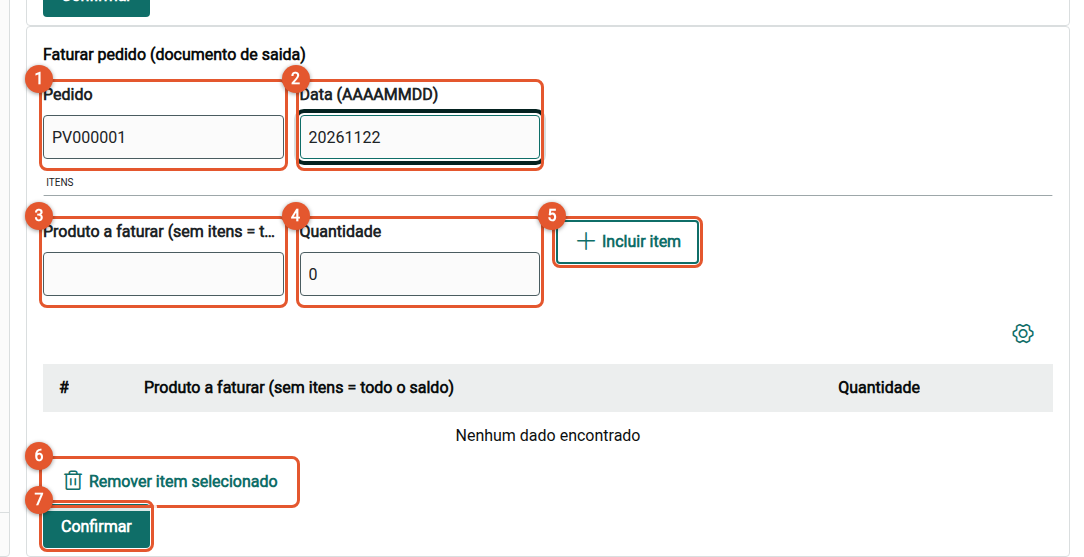 Confirmar
Faturar pedido (documento de saida)
1 2
Pedido Data (AAAAMMDD)
PV000001 20261122
ITENS
3 4 5
Produto a faturar (sem itens = t... Quantidade
Incluir item
0
# Produto a faturar (sem itens = todo o saldo) Quantidade
Nenhum dado encontrado
6
Remover item selecionado
7
Confirmar